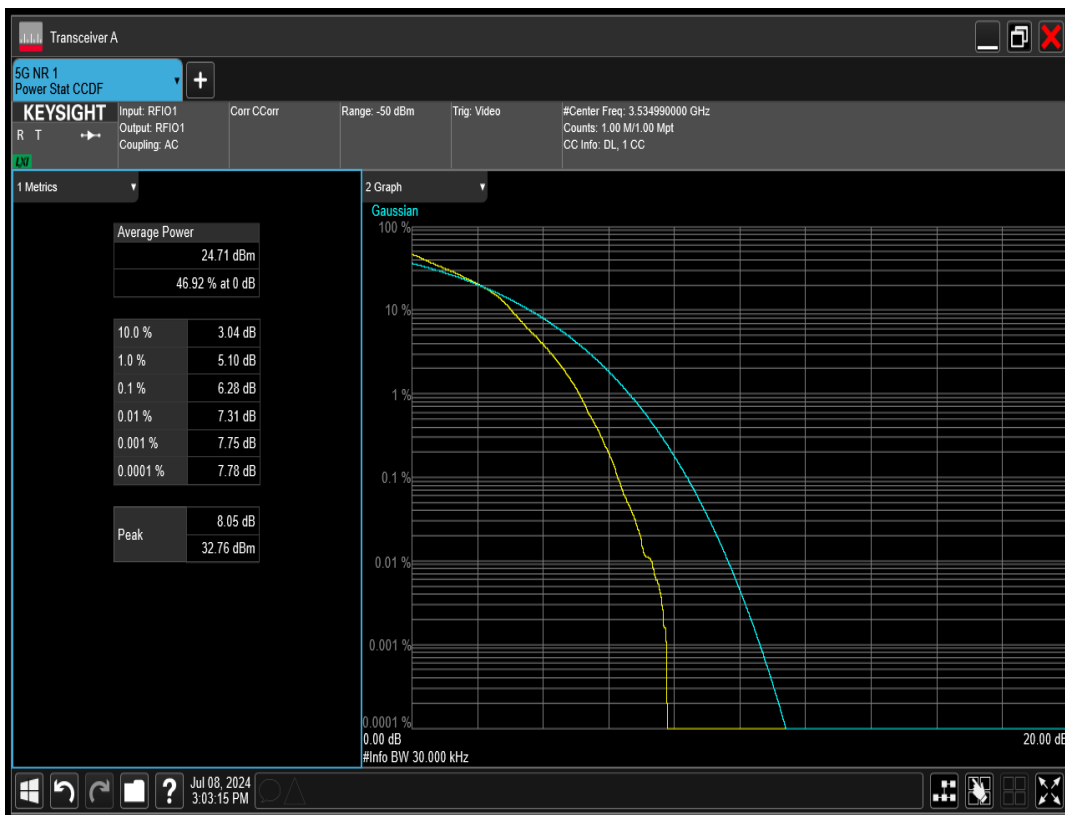 Transceiver A
5G NR 1
Power Stat CCDF
+
KEYSIGHT
R T
LXI
Input: RFIO1
Output: RFIO1
Coupling: AC
Corr CCorr
Range: -50 dBm
Trig: Video
#Center Freq: 3.534990000 GHz
Counts: 1.00 M/1.00 Mpt
CC Info: DL, 1 CC
1 Metrics
Average Power
24.71 dBm
46.92 % at 0 dB
10.0 % 3.04 dB
1.0 % 5.10 dB
0.1 % 6.28 dB
0.01 % 7.31 dB
0.001 % 7.75 dB
0.0001 % 7.78 dB
Peak
8.05 dB
32.76 dBm
2 Graph
Gaussian
100 %
10 %
1 %
0.1 %
0.01 %
0.001 %
0.0001 %
0.00 dB 20.00 dB
#Info BW 30.000 kHz
?
Jul 08, 2024
3:03:15 PM